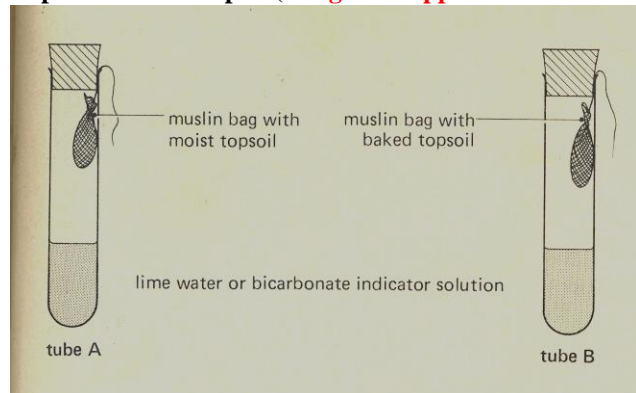 muslin bag with
moist topsoil
muslin bag with
baked topsoil
lime water or bicarbonate indicator solution
tube A
tube B